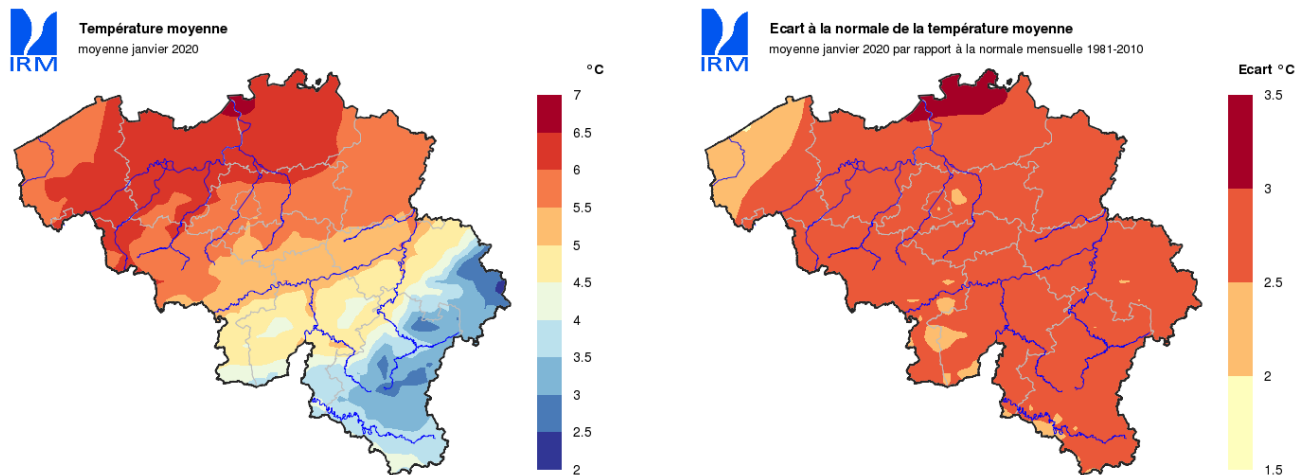 IRM
Température moyenne
moyenne janvier 2020
°C
7
6.5
6
5.5
5
4.5
4
3.5
3
2.5
2
IRM
Ecart à la normale de la température moyenne
moyenne janvier 2020 par rapport à la normale mensuelle 1981-2010
Ecart °C
3.5
3
2.5
2
1.5